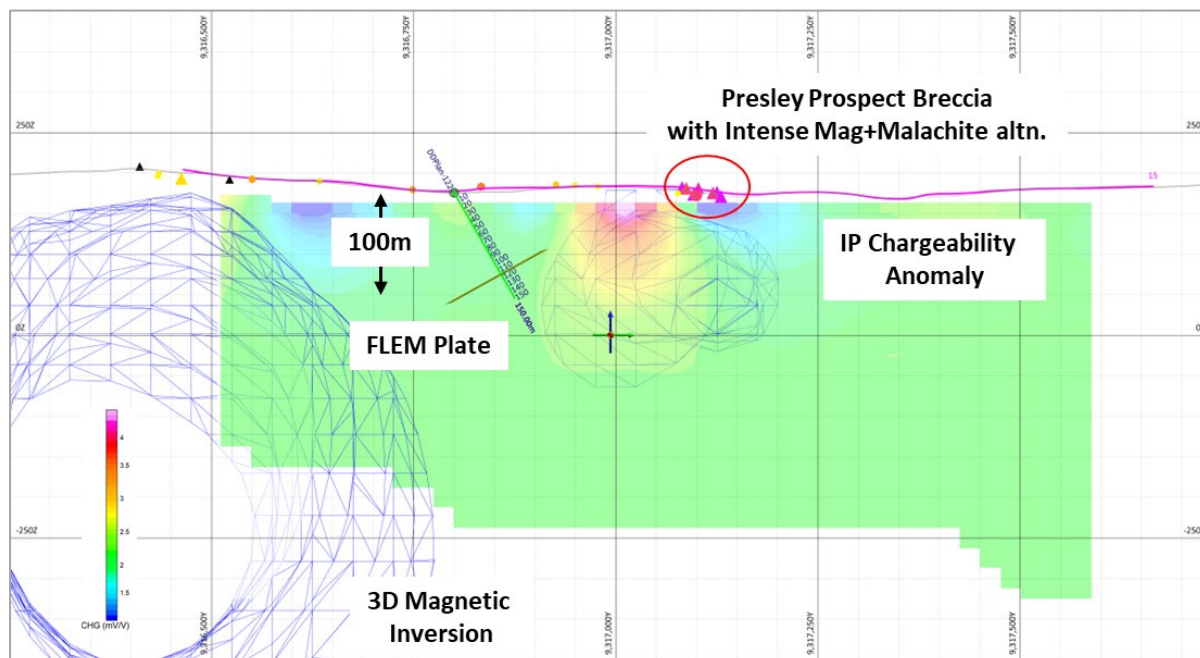 9,316,500Y
9,316,750Y
9,317,000Y
9,317,250Y
9,317,500Y
Presley Prospect Breccia
with Intense Mag+Malachite altn.
250Z
250
15
DDPlan-122
100m
IP Chargeability
Anomaly
150.00m
0Z
0
FLEM Plate
4
3.5
3
2.5
2
1.5
CHG (mV/V)
-250Z
-250
3D Magnetic
Inversion
9,316,500Y
9,317,000Y
9,317,250Y
9,317,500Y